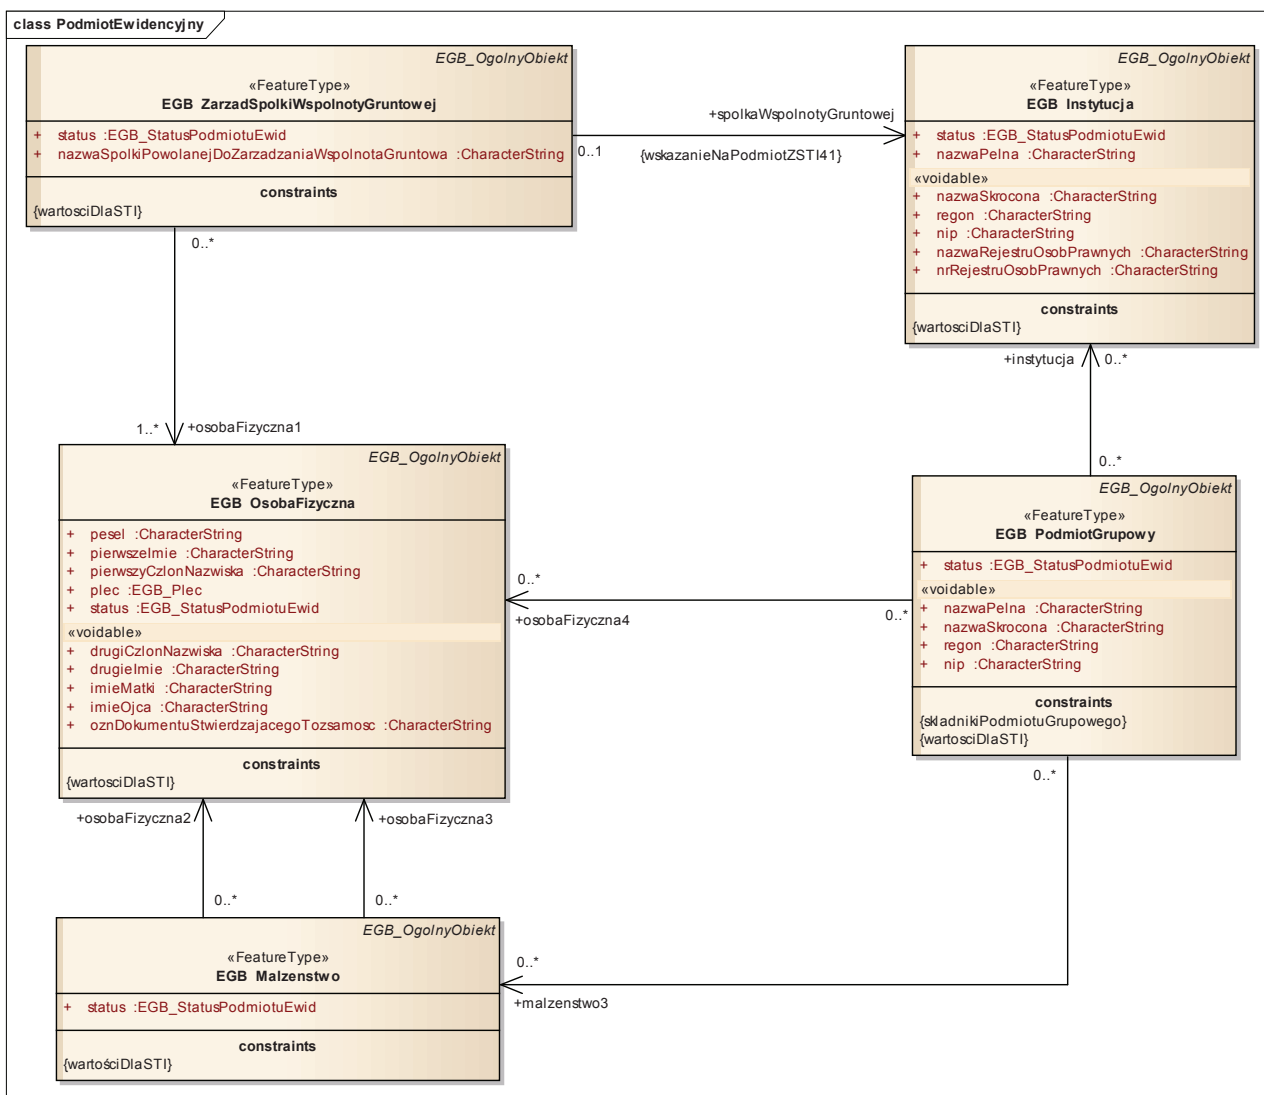 class PodmiotEwidencyjny
EGB_OgolnyObiekt
«FeatureType»
EGB_ZarzadSpolkiWspolnotyGruntowej
+ status :EGB_StatusPodmiotuEwid
+ nazwaSpolkiPowolanejDoZarzadzaniaWspolnotaGruntowa :CharacterString
constraints
{wartosciDlaSTI}
0..1
+spolkaWspolnotyGruntowej
{wskazanieNaPodmiotZSTI41}
EGB_OgolnyObiekt
«FeatureType»
EGB_Instytucja
+ status :EGB_StatusPodmiotuEwid
+ nazwaPelna :CharacterString
«voidable»
+ nazwaSkrocona :CharacterString
+ regon :CharacterString
+ nip :CharacterString
+ nazwaRejestruOsobPrawnych :CharacterString
+ nrRejestruOsobPrawnych :CharacterString
constraints
{wartosciDlaSTI}
0..*
1..*
+osobaFizyczna1
+instytucja
0..*
0..*
EGB_OgolnyObiekt
«FeatureType»
EGB_OsobaFizyczna
+ pesel :CharacterString
+ pierwszeImie :CharacterString
+ pierwszyCzlonNazwiska :CharacterString
+ plec :EGB_Plec
+ status :EGB_StatusPodmiotuEwid
«voidable»
+ drugiCzlonNazwiska :CharacterString
+ drugieImie :CharacterString
+ imieMatki :CharacterString
+ imieOjca :CharacterString
+ oznDokumentuStwierdzajacegoTozsamosc :CharacterString
constraints
{wartosciDlaSTI}
0..*
+osobaFizyczna4
0..*
EGB_OgolnyObiekt
«FeatureType»
EGB_PodmiotGrupowy
+ status :EGB_StatusPodmiotuEwid
«voidable»
+ nazwaPelna :CharacterString
+ nazwaSkrocona :CharacterString
+ regon :CharacterString
+ nip :CharacterString
constraints
{skladnikiPodmiotuGrupowego}
{wartosciDlaSTI}
0..*
+osobaFizyczna2
+osobaFizyczna3
0..*
0..*
EGB_OgolnyObiekt
«FeatureType»
EGB_Malzenstwo
+ status :EGB_StatusPodmiotuEwid
constraints
{wartościDlaSTI}
0..*
+malzenstwo3